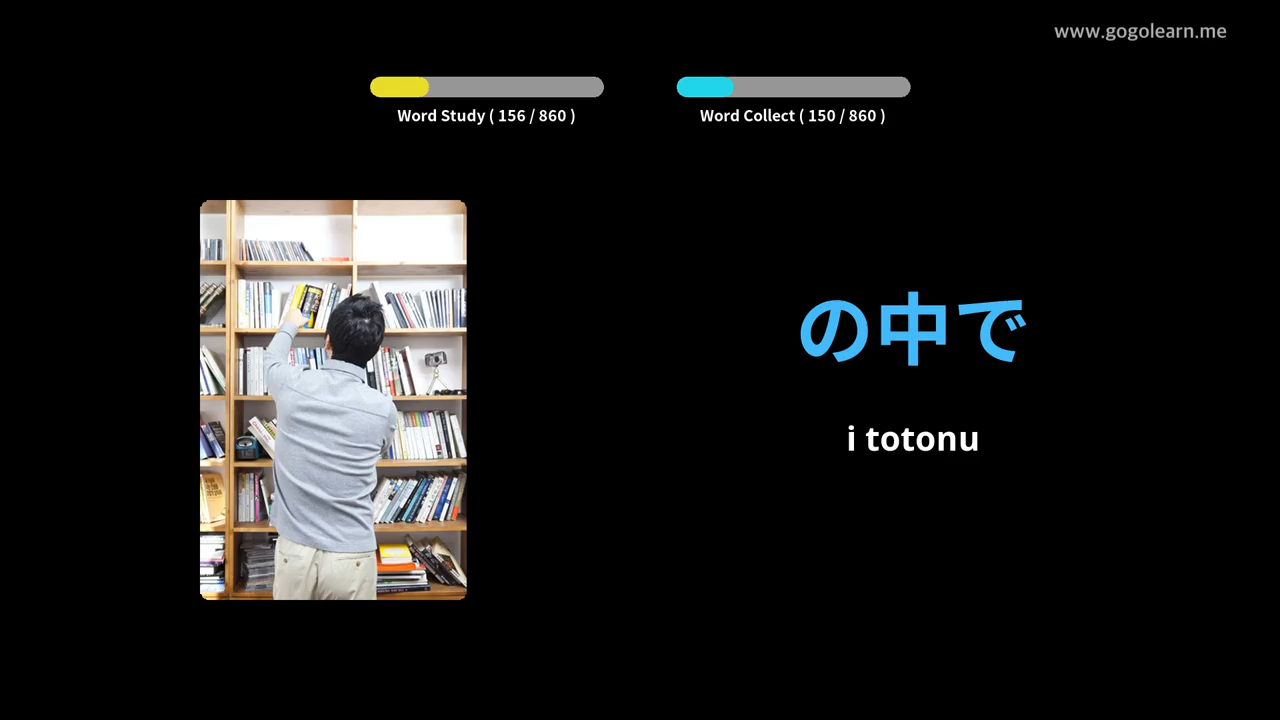 www.gogolearn.me
Word Study ( 156 / 860 )
Word Collect ( 150 / 860 )
の中で
i totonu